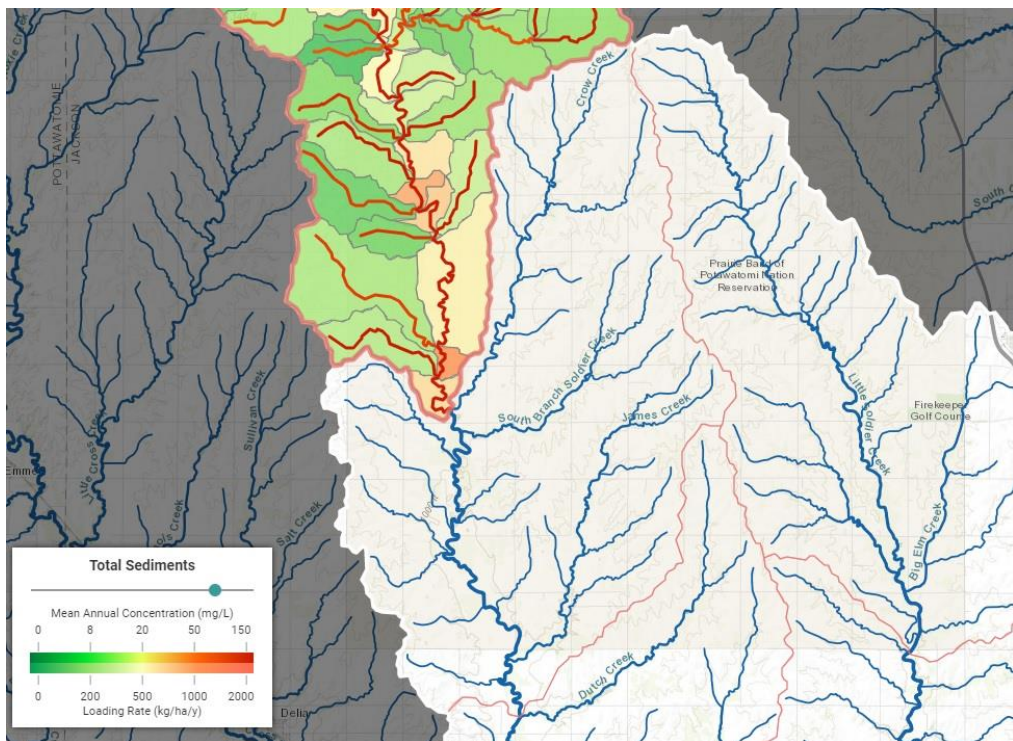 POTTAWATOMIE
JACKSON
Crow Creek
Prairie Band of
Potawatomi Nation
Reservation
South Branch Soldier Creek
James Creek
Little Soldier Creek
Firekeeper
Golf Course
Big Elm Creek
Sullivan Creek
Little Cross Creek
Salt Creek
Dutch Creek
Delia
Total Sediments
Mean Annual Concentration (mg/L)
0 8 20 50 150
0 200 500 1000 2000
Loading Rate (kg/ha/y)